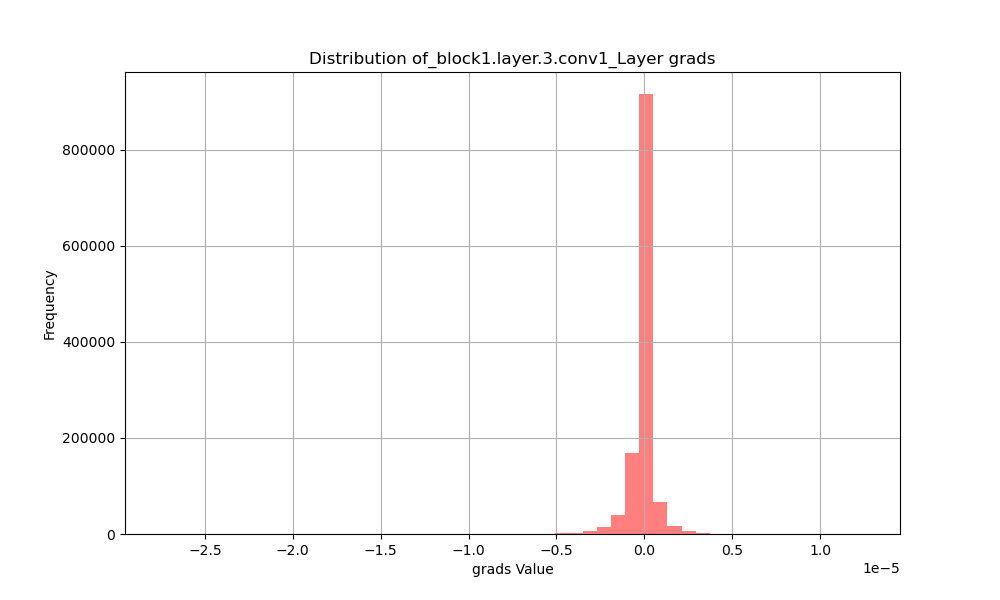 Distribution of_block1.layer.3.conv1_Layer grads
Frequency
800000
600000
400000
200000
0
−2.5 −2.0 −1.5 −1.0 −0.5 0.0 0.5 1.0
1e−5
grads Value